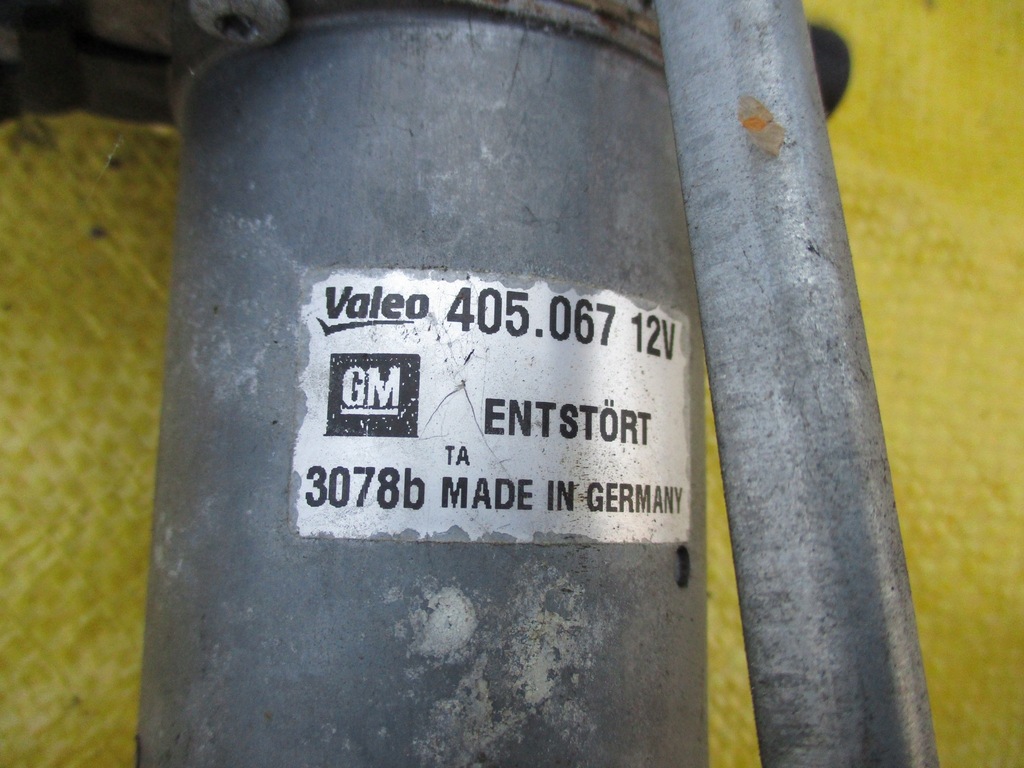 Valeo 405.067 12V
GM
ENTSTÖRT
TA
3078b MADE IN GERMANY